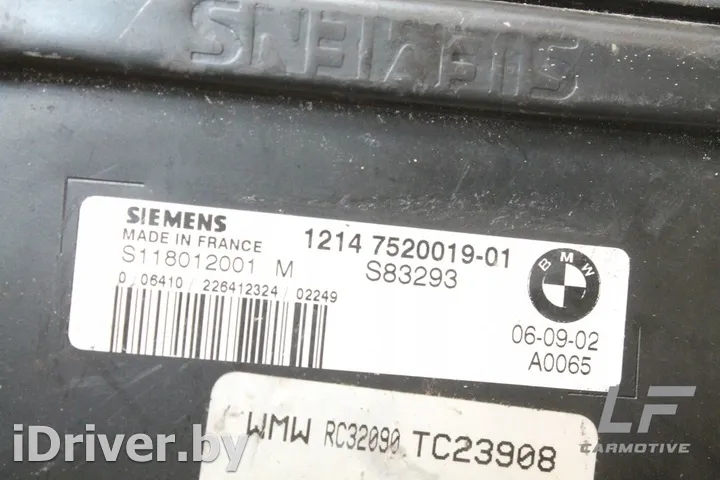 SIEMENS
SIEMENS
MADE IN FRANCE
1214 7520019-01
S118012001 M
S83293
BMW
0 06410 / 226412324 / 02249
06-09-02
A0065
WMW RC32090 TC23908
iDriver.by
LF
CARMOTIVE